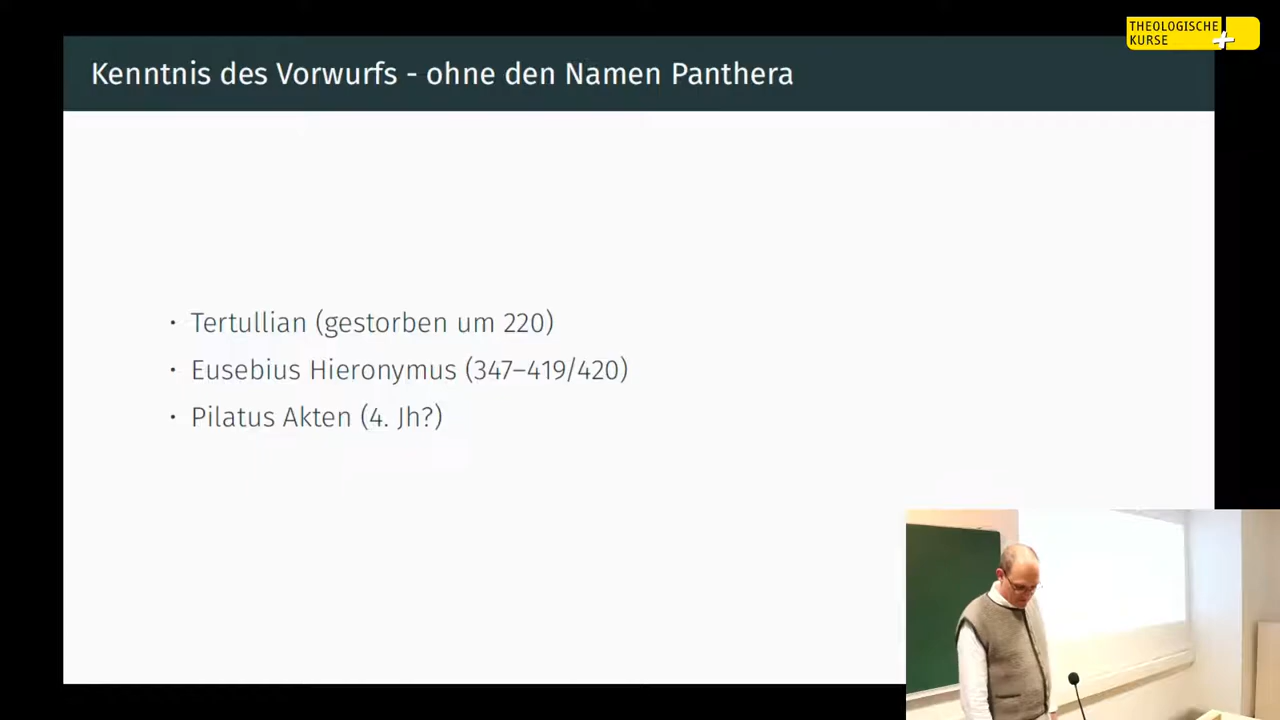 THEOLOGISCHE
KURSE
Kenntnis des Vorwurfs - ohne den Namen Panthera
· Tertullian (gestorben um 220)
· Eusebius Hieronymus (347–419/420)
· Pilatus Akten (4. Jh?)